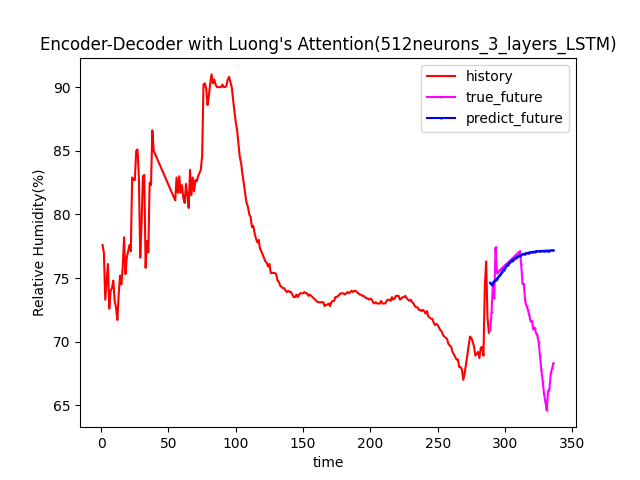 Encoder-Decoder with Luong's Attention(512neurons_3_layers_LSTM)
history
true_future
predict_future
Relative Humidity(%)
90
85
80
75
70
65
0 50 100 150 200 250 300 350
time